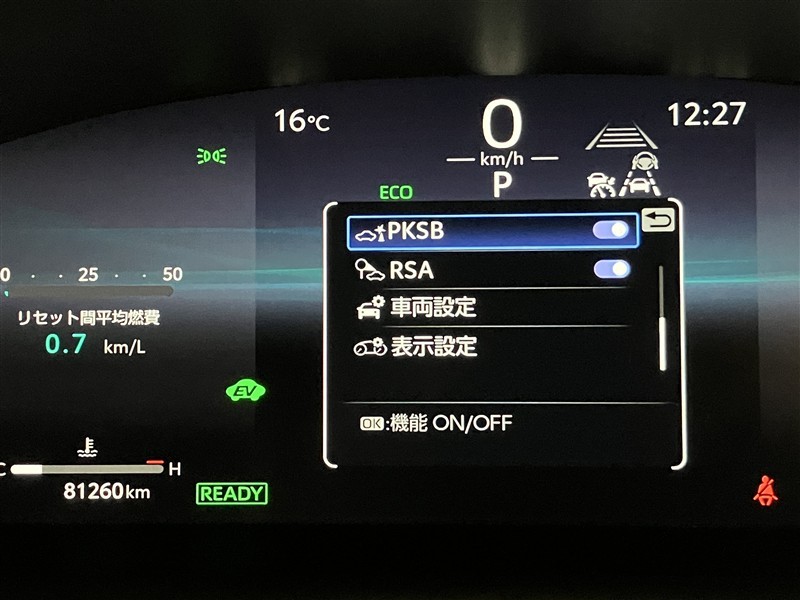 16℃
0
km/h
12:27
ECO
P
PKSB
RSA
車両設定
表示設定
OK:機能 ON/OFF
0 25 50
リセット間平均燃費
0.7 km/L
EV
C H
81260km
READY